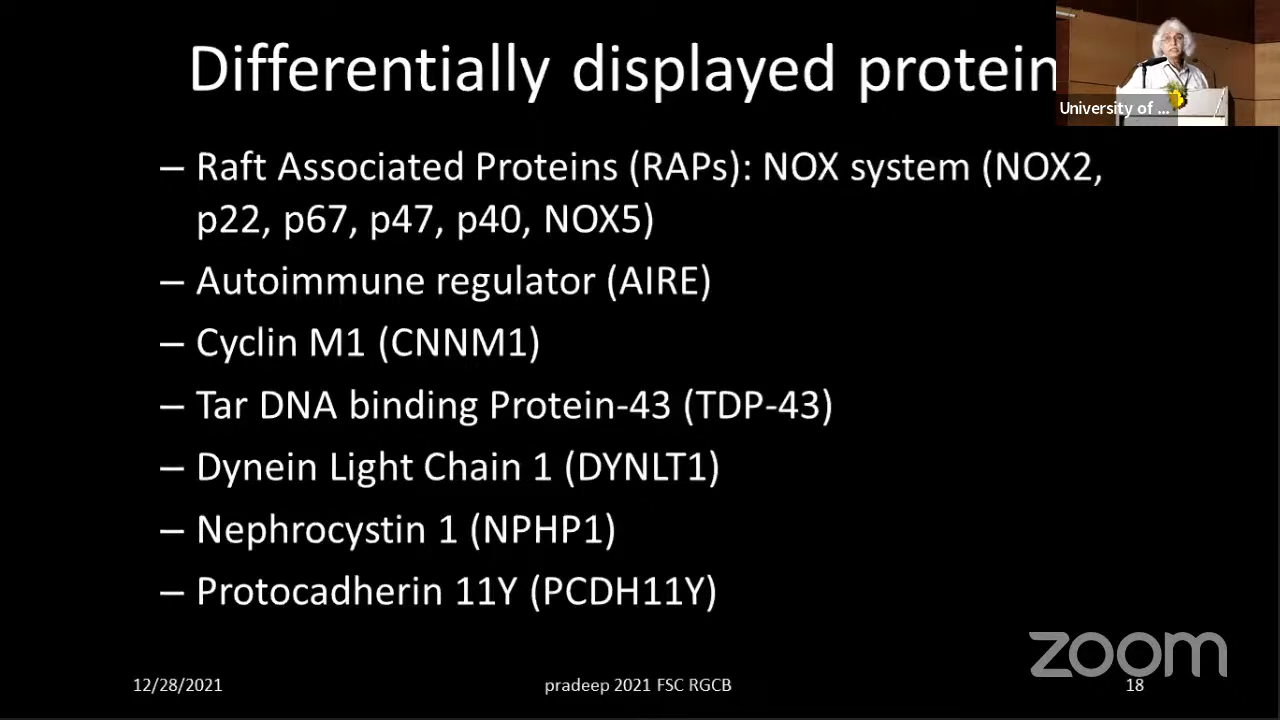 Differentially displayed protein
University of ...
– Raft Associated Proteins (RAPs): NOX system (NOX2,
p22, p67, p47, p40, NOX5)
– Autoimmune regulator (AIRE)
– Cyclin M1 (CNNM1)
– Tar DNA binding Protein-43 (TDP-43)
– Dynein Light Chain 1 (DYNLT1)
– Nephrocystin 1 (NPHP1)
– Protocadherin 11Y (PCDH11Y)
zoom
12/28/2021
pradeep 2021 FSC RGCB
18